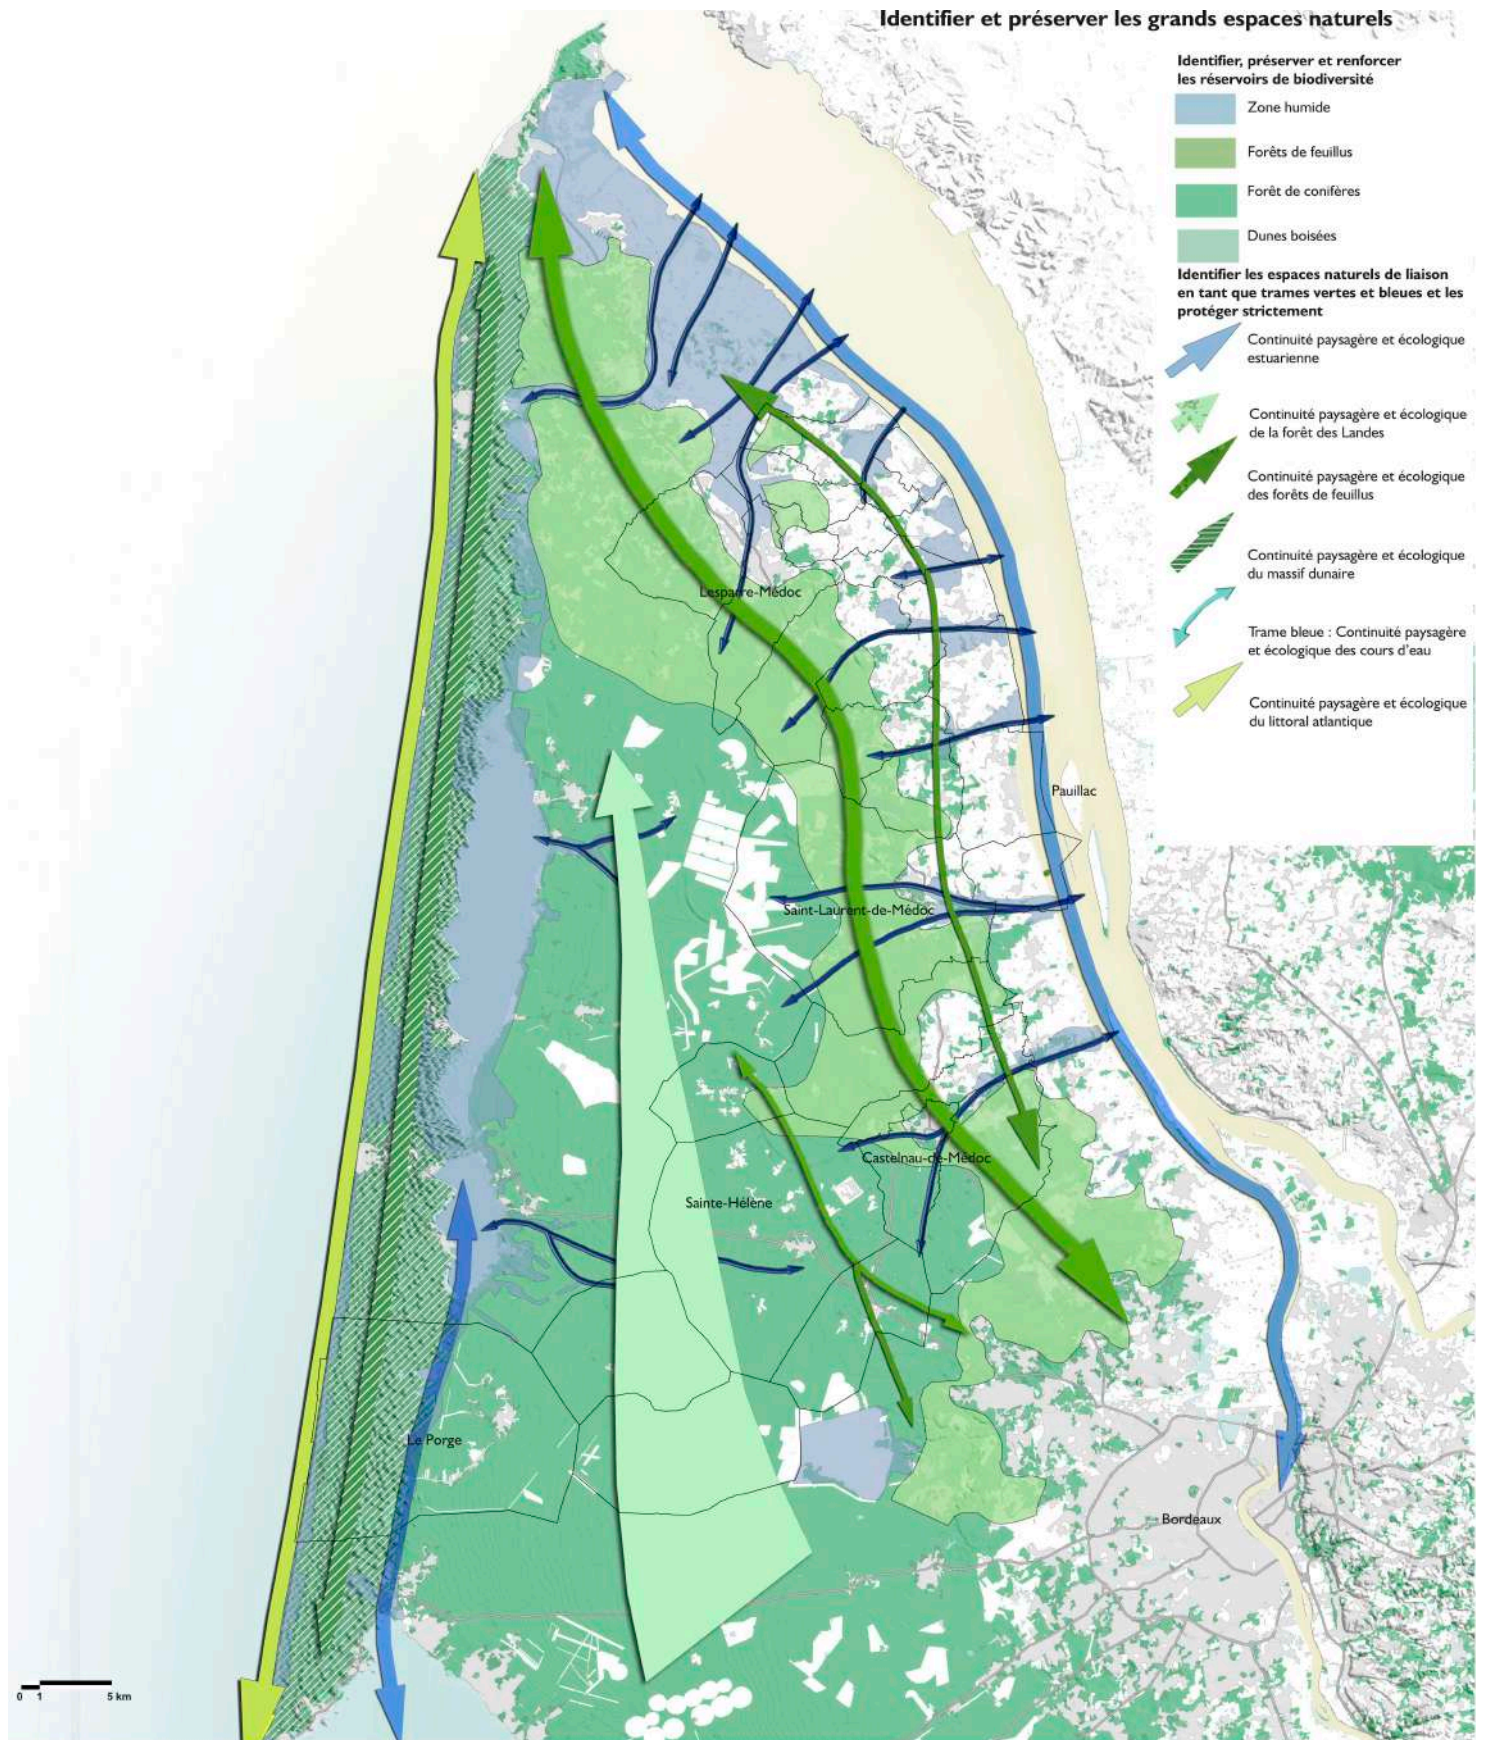 Identifier et préserver les grands espaces naturels
Identifier, préserver et renforcer
les réservoirs de biodiversité
Zone humide
Forêts de feuillus
Forêt de conifères
Dunes boisées
Identifier les espaces naturels de liaison
en tant que trames vertes et bleues et les
protéger strictement
Continuité paysagère et écologique
estuarienne
Continuité paysagère et écologique
de la forêt des Landes
Continuité paysagère et écologique
des forêts de feuillus
Continuité paysagère et écologique
du massif dunaire
Trame bleue : Continuité paysagère
et écologique des cours d'eau
Continuité paysagère et écologique
du littoral atlantique
Lesparre-Médoc
Pauillac
Saint-Laurent-de-Médoc
Castelnau-de-Médoc
Sainte-Hélène
Le Porge
Bordeaux
0 1 5 km